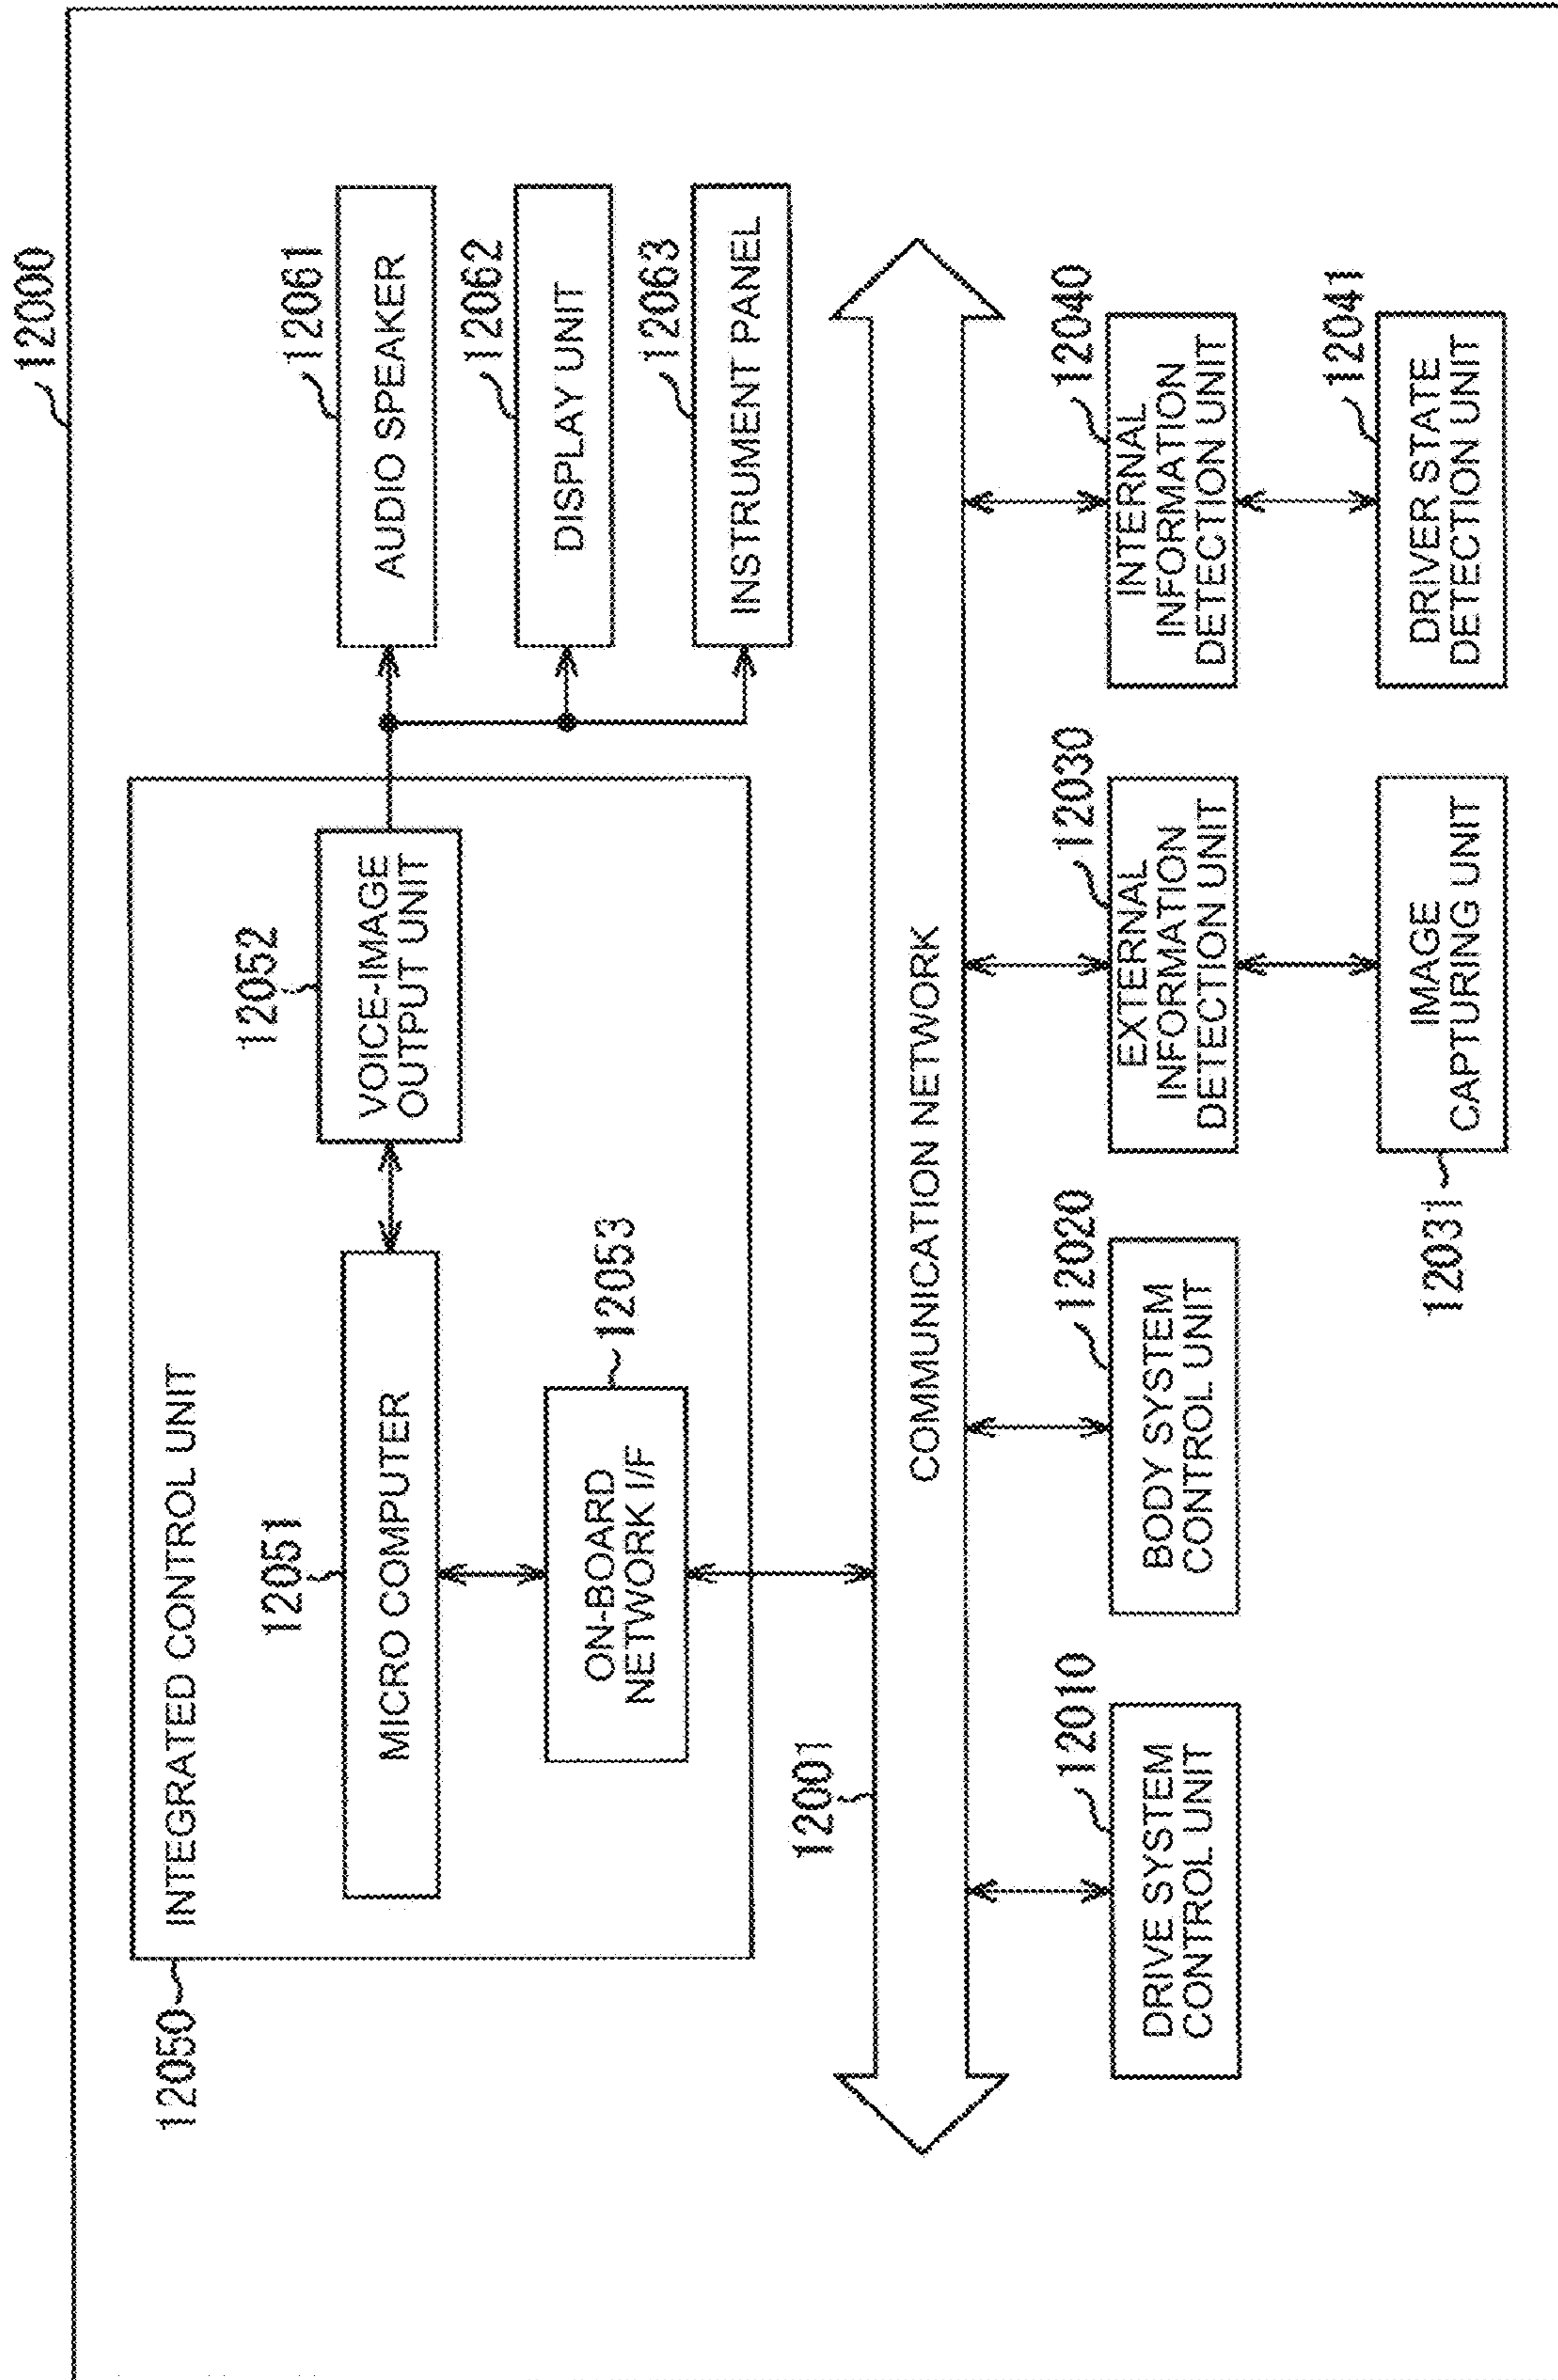 12000
12050
INTEGRATED CONTROL UNIT
12051
MICRO COMPUTER
12052
VOICE-IMAGE
OUTPUT UNIT
12053
ON-BOARD
NETWORK I/F
12061
AUDIO SPEAKER
12062
DISPLAY UNIT
12063
INSTRUMENT PANEL
12001
COMMUNICATION NETWORK
12010
DRIVE SYSTEM
CONTROL UNIT
12020
BODY SYSTEM
CONTROL UNIT
12030
EXTERNAL
INFORMATION
DETECTION UNIT
12040
INTERNAL
INFORMATION
DETECTION UNIT
12031
IMAGE
CAPTURING UNIT
12041
DRIVER STATE
DETECTION UNIT